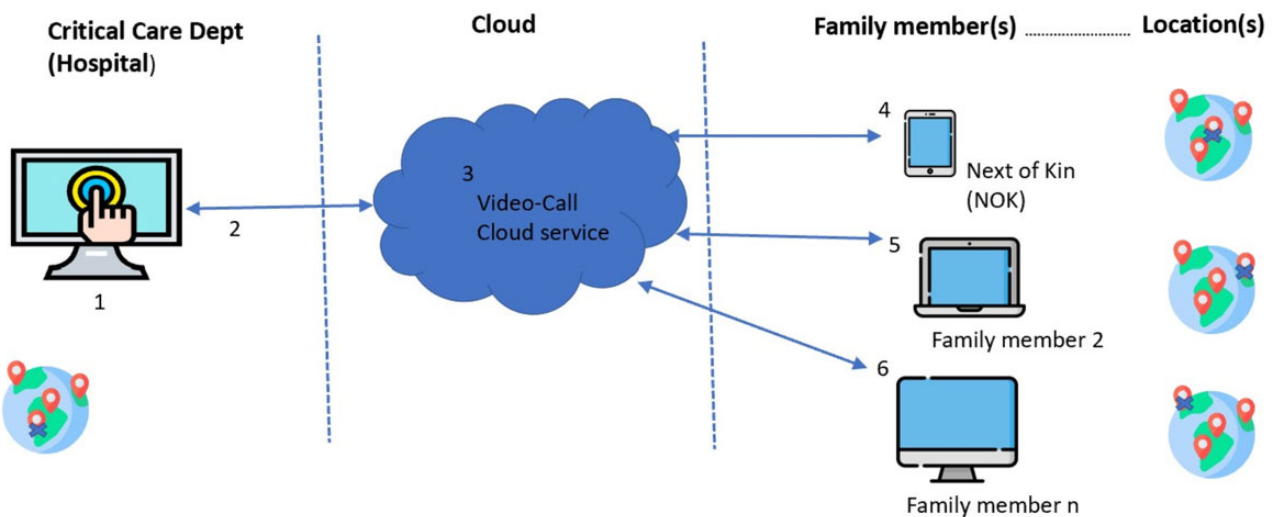 Critical Care Dept
(Hospital)
Cloud
Family member(s) .......................... Location(s)
1
2
3
Video-Call
Cloud service
4
Next of Kin
(NOK)
5
Family member 2
6
Family member n